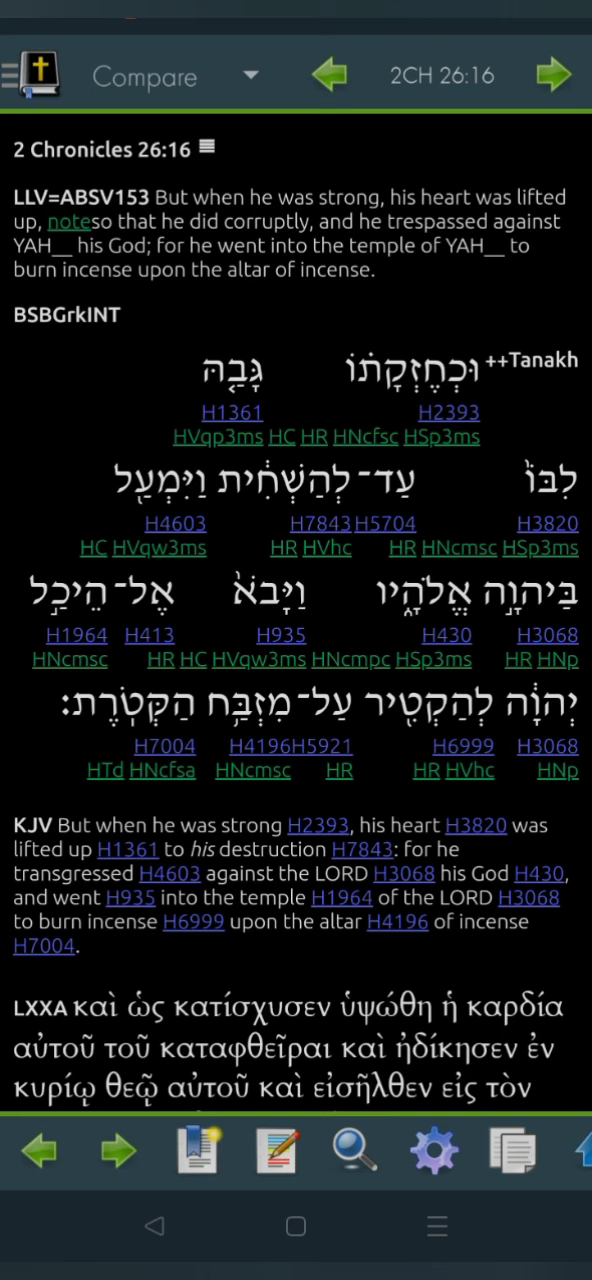 Compare
2CH 26:16
2 Chronicles 26:16
LLV=ABSV153 But when he was strong, his heart was lifted
up, noteso that he did corruptly, and he trespassed against
YAH__ his God; for he went into the temple of YAH__ to
burn incense upon the altar of incense.
BSBGrkINT
++Tanakh וּכְחֶזְקָת֗וֹ גָּבַ֤הּ
H1361 H2393
HVqp3ms HC HR HNcfsc HSp3ms
לִבּוֹ֙ עַד־ לְהַשְׁחִ֔ית וַיִּמְעַ֖ל
H4603 H7843 H5704 H3820
HC HVqw3ms HR HVhc HR HNcmsc HSp3ms
בַּיהוָ֣ה אֱלֹהָ֑יו וַיָּבֹא֙ אֶל־ הֵיכַ֣ל
H1964 H413 H935 H430 H3068
HNcmsc HR HC HVqw3ms HNcmpc HSp3ms HR HNp
יְהוָ֔ה לְהַקְטִ֖יר עַל־ מִזְבַּ֥ח הַקְּטֹֽרֶת׃
H7004 H4196H5921 H6999 H3068
HTd HNcfsa HNcmsc HR HR HVhc HNp
KJV But when he was strong H2393, his heart H3820 was
lifted up H1361 to his destruction H7843: for he
transgressed H4603 against the LORD H3068 his God H430,
and went H935 into the temple H1964 of the LORD H3068
to burn incense H6999 upon the altar H4196 of incense
H7004.
LXXA καὶ ὡς κατίσχυσεν ὑψώθη ἡ καρδία
αὐτοῦ τοῦ καταφθεῖραι καὶ ἠδίκησεν ἐν
κυρίῳ θεῷ αὐτοῦ καὶ εἰσῆλθεν εἰς τὸν